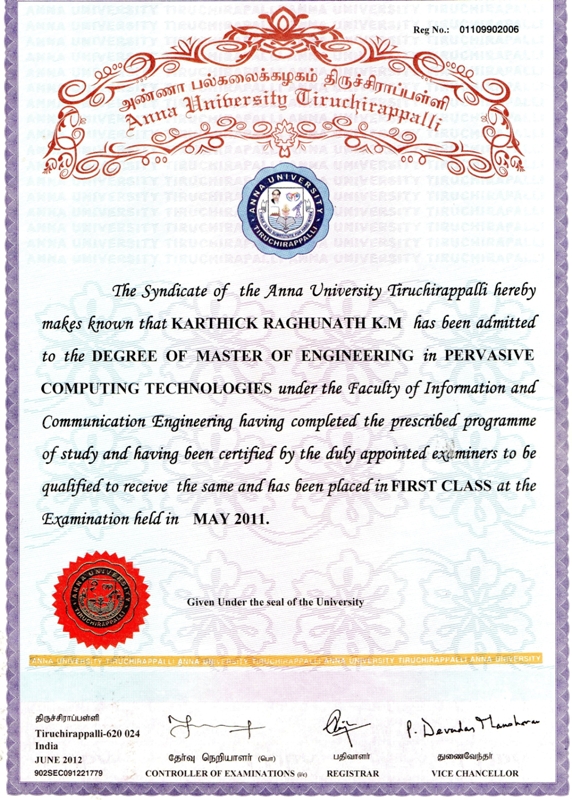 Reg No.: 01109902006
அண்ணா பல்கலைக்கழகம் திருச்சிராப்பள்ளி
Anna University Tiruchirappalli
ANNA UNIVERSITY
TIRUCHIRAPPALLI
The Syndicate of the Anna University Tiruchirappalli hereby
makes known that KARTHICK RAGHUNATH K.M has been admitted
to the DEGREE OF MASTER OF ENGINEERING in PERVASIVE
COMPUTING TECHNOLOGIES under the Faculty of Information and
Communication Engineering having completed the prescribed programme
of study and having been certified by the duly appointed examiners to be
qualified to receive the same and has been placed in FIRST CLASS at the
Examination held in MAY 2011.
ANNA UNIVERSITY
TIRUCHIRAPPALLI
Given Under the seal of the University
ANNA UNIVERSITY TIRUCHIRAPPALLI ANNA UNIVERSITY TIRUCHIRAPPALLI ANNA UNIVERSITY TIRUCHIRAPPALLI ANNA UNIVERSITY
திருச்சிராப்பள்ளி
Tiruchirappalli-620 024
India
JUNE 2012
902SEC091221779
தேர்வு நெறியாளர் (பொ)
CONTROLLER OF EXAMINATIONS (i/c)
பதிவாளர்
REGISTRAR
P. Devadas Manoharan
துணைவேந்தர்
VICE CHANCELLOR